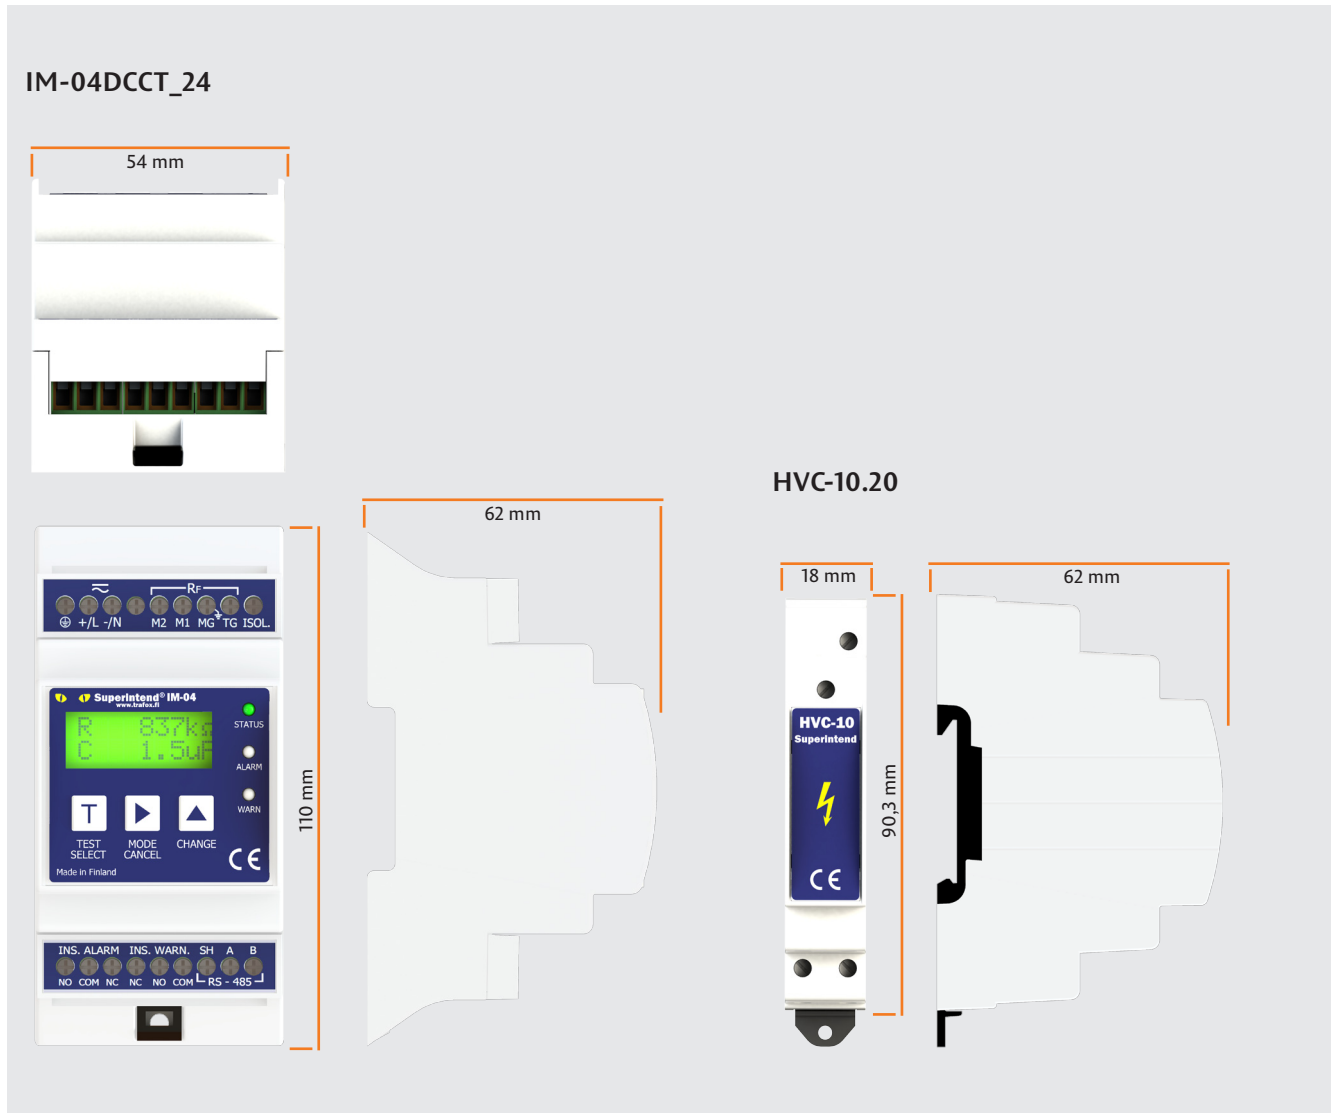 IM-04DCCT_24
54 mm
HVC-10.20
62 mm
18 mm
62 mm
RF
+/L -/N M2 M1 MG TG ISOL.
Superintend® IM-04
www.trafox.fi
R 837kΩ
C 1.5uF
STATUS
ALARM
WARN
T
TEST
SELECT
MODE
CANCEL
CHANGE
CE
Made in Finland
110 mm
INS. ALARM INS. WARN. SH A B
NO COM NC NC NO COM RS - 485
HVC-10
Superintend
CE
90,3 mm